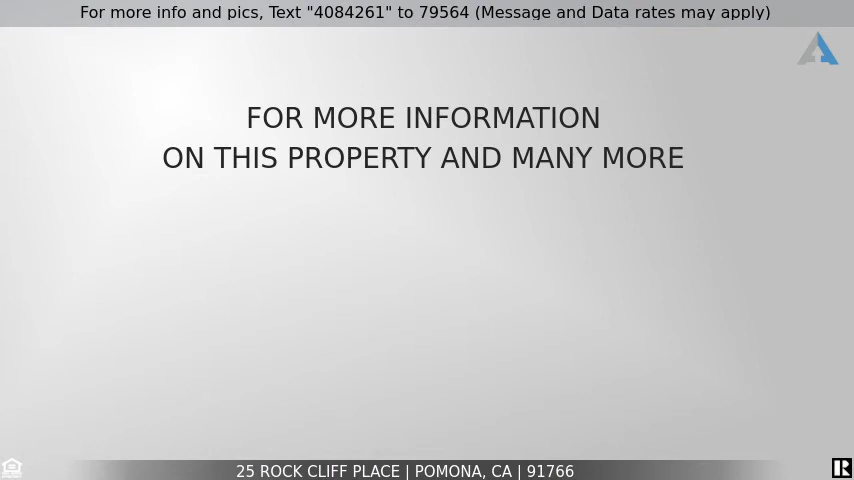 For more info and pics, Text "4084261" to 79564 (Message and Data rates may apply)
FOR MORE INFORMATION
ON THIS PROPERTY AND MANY MORE
25 ROCK CLIFF PLACE | POMONA, CA | 91766